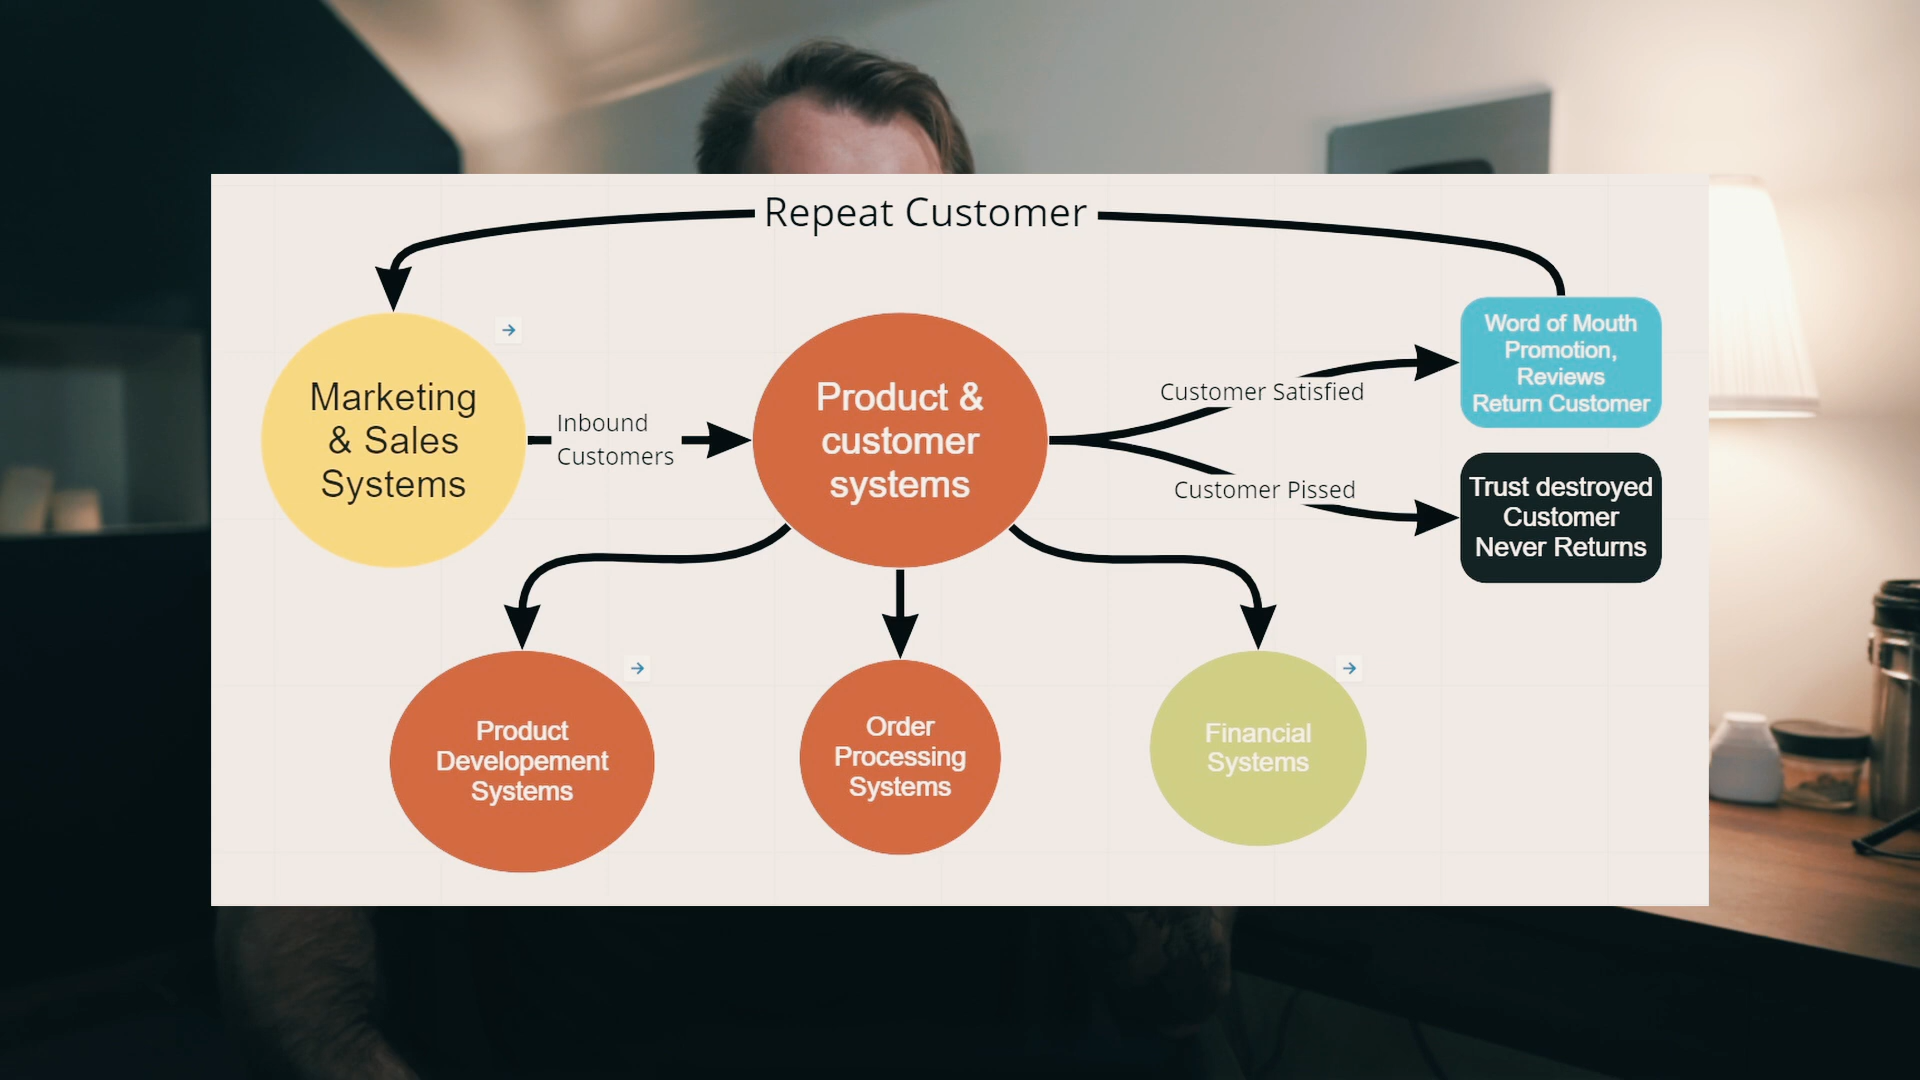 Repeat Customer
Marketing
& Sales
Systems
Inbound
Customers
Product &
customer
systems
Customer Satisfied
Customer Pissed
Word of Mouth
Promotion,
Reviews
Return Customer
Trust destroyed
Customer
Never Returns
Product
Developement
Systems
Order
Processing
Systems
Financial
Systems